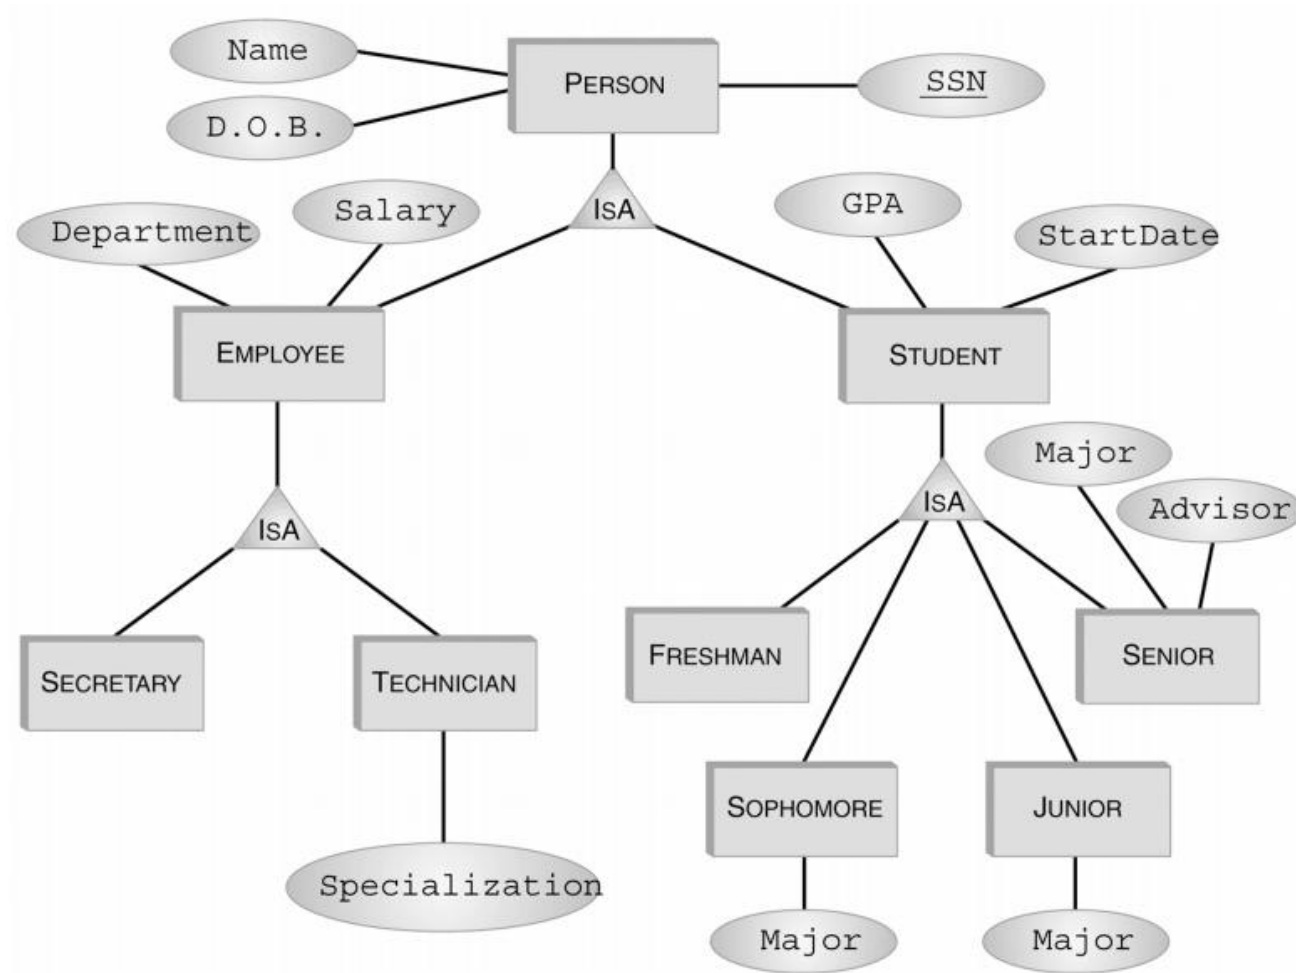 Name
PERSON
SSN
D.O.B.
IsA
Salary
GPA
Department
StartDate
EMPLOYEE
STUDENT
Major
IsA
Advisor
IsA
FRESHMAN
SENIOR
SECRETARY
TECHNICIAN
SOPHOMORE
JUNIOR
Specialization
Major
Major